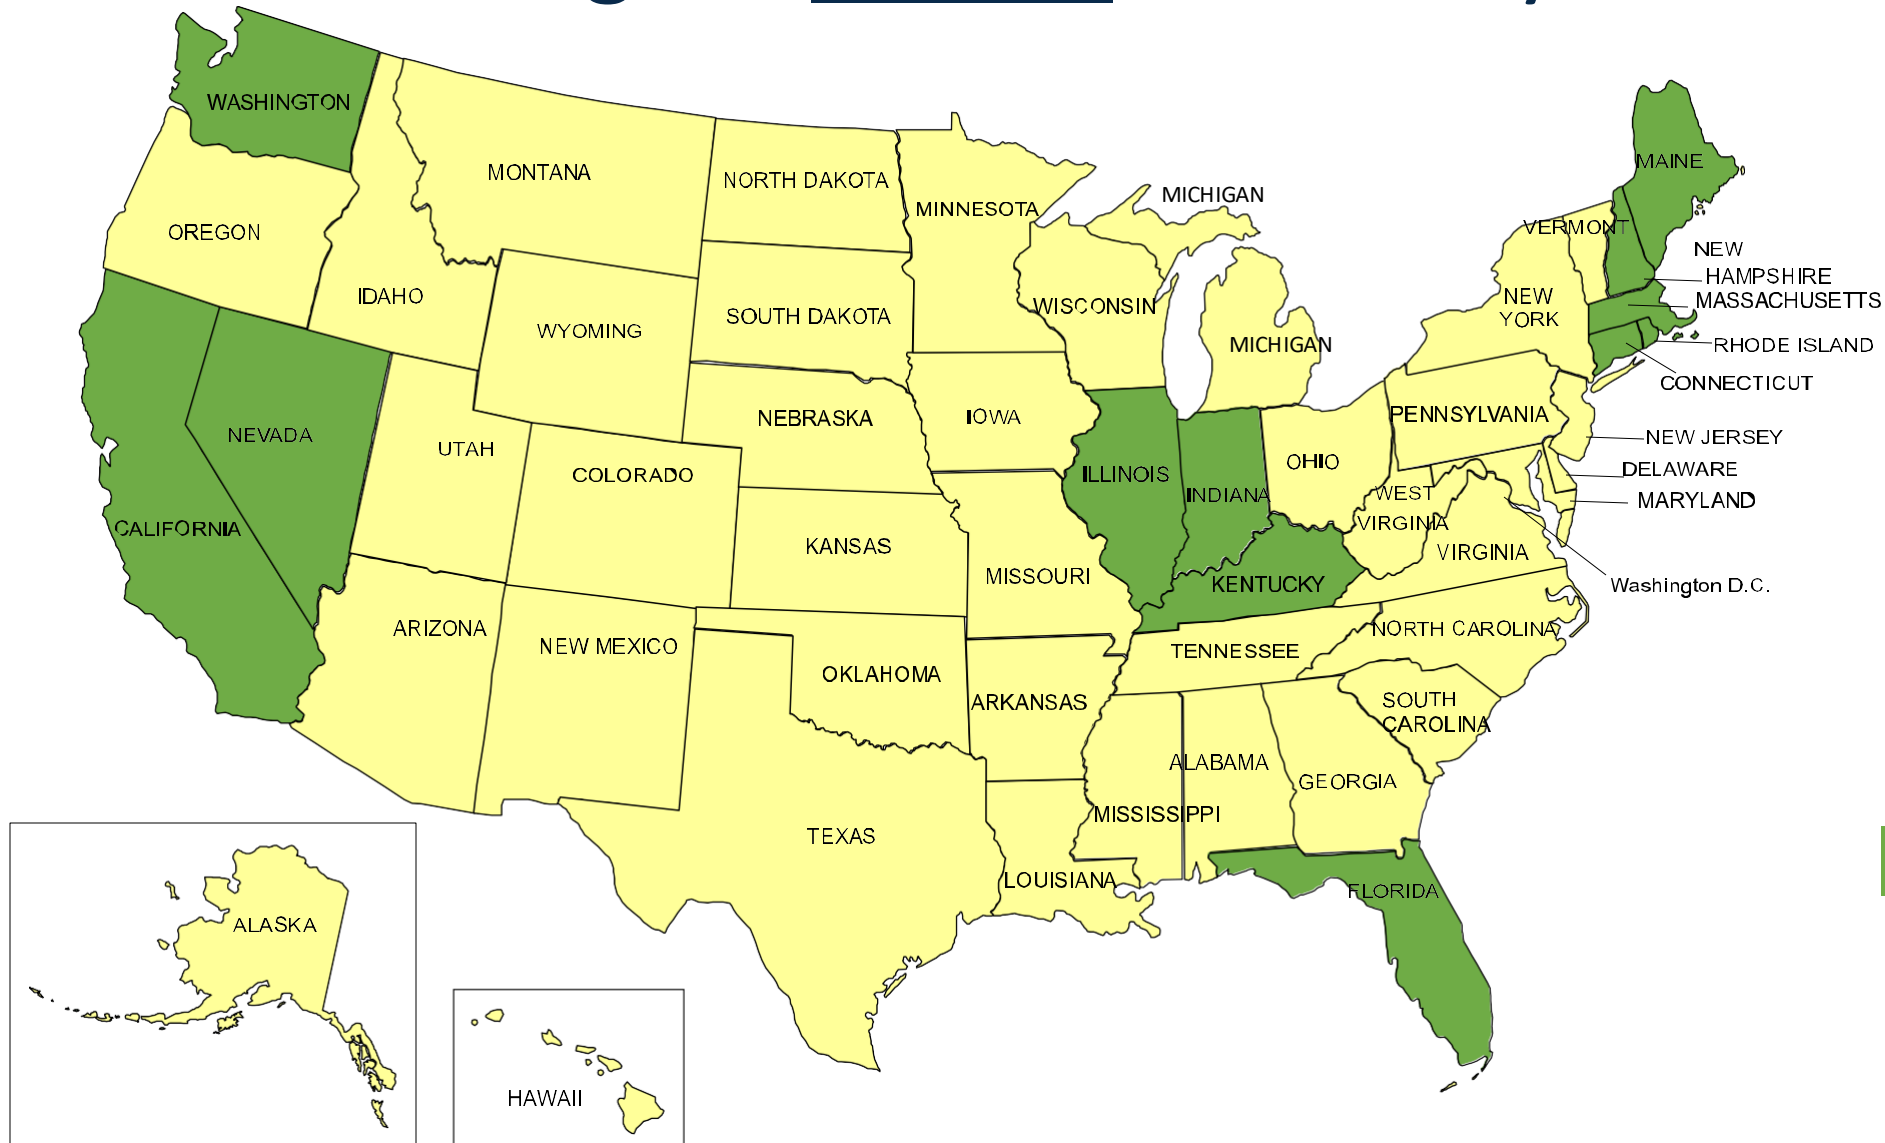 WASHINGTON
MAINE
MONTANA
NORTH DAKOTA
MICHIGAN
MINNESOTA
OREGON
VERMONT
NEW
HAMPSHIRE
IDAHO
MASSACHUSETTS
NEW
YORK
WISCONSIN
SOUTH DAKOTA
WYOMING
MICHIGAN
RHODE ISLAND
CONNECTICUT
NEBRASKA
IOWA
PENNSYLVANIA
NEVADA
NEW JERSEY
UTAH
COLORADO
ILLINOIS
OHIO
DELAWARE
INDIANA
WEST
VIRGINIA
MARYLAND
CALIFORNIA
KANSAS
VIRGINIA
MISSOURI
KENTUCKY
Washington D.C.
ARIZONA
NEW MEXICO
NORTH CAROLINA
TENNESSEE
OKLAHOMA
ARKANSAS
SOUTH
CAROLINA
ALABAMA
GEORGIA
MISSISSIPPI
TEXAS
LOUISIANA
FLORIDA
ALASKA
HAWAII